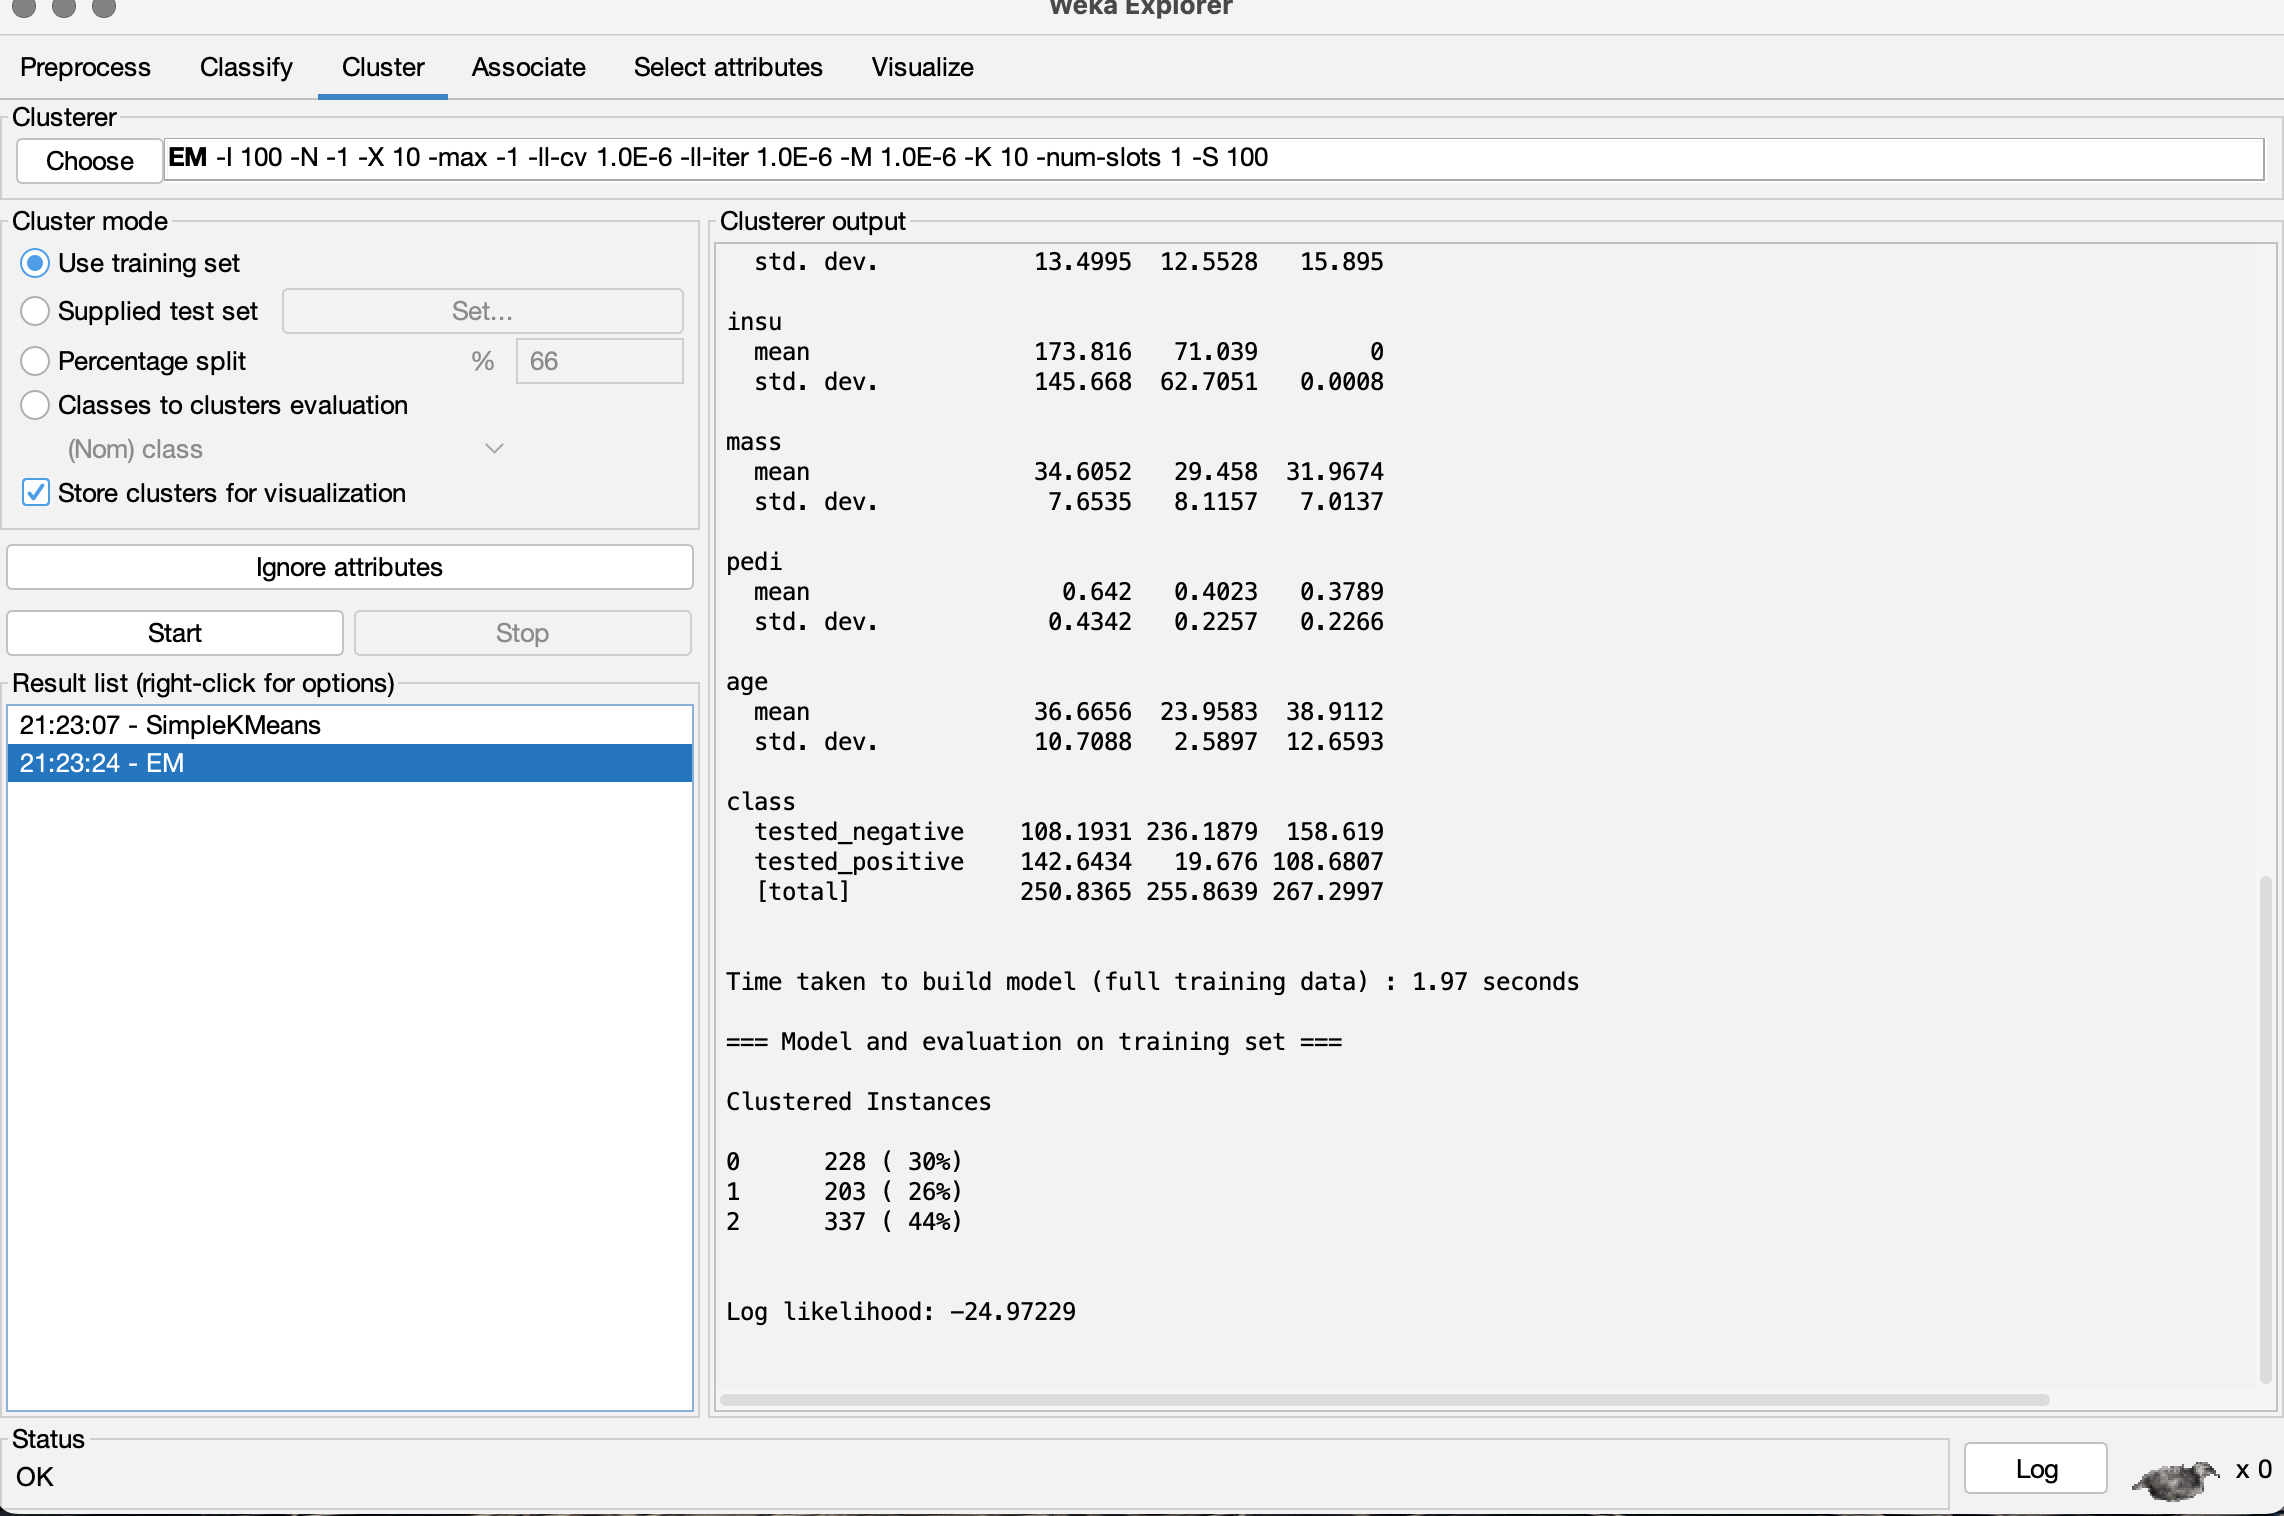 Weka Explorer
Preprocess Classify Cluster Associate Select attributes Visualize
Clusterer
Choose EM -I 100 -N -1 -X 10 -max -1 -ll-cv 1.0E-6 -ll-iter 1.0E-6 -M 1.0E-6 -K 10 -num-slots 1 -S 100
Cluster mode
Use training set
Supplied test set Set...
Percentage split % 66
Classes to clusters evaluation
(Nom) class
Store clusters for visualization
Ignore attributes
Start Stop
Result list (right-click for options)
21:23:07 - SimpleKMeans
21:23:24 - EM
Clusterer output
std. dev. 13.4995 12.5528 15.895
insu
mean 173.816 71.039 0
std. dev. 145.668 62.7051 0.0008
mass
mean 34.6052 29.458 31.9674
std. dev. 7.6535 8.1157 7.0137
pedi
mean 0.642 0.4023 0.3789
std. dev. 0.4342 0.2257 0.2266
age
mean 36.6656 23.9583 38.9112
std. dev. 10.7088 2.5897 12.6593
class
tested_negative 108.1931 236.1879 158.619
tested_positive 142.6434 19.676 108.6807
[total] 250.8365 255.8639 267.2997
Time taken to build model (full training data) : 1.97 seconds
=== Model and evaluation on training set ===
Clustered Instances
0 228 ( 30%)
1 203 ( 26%)
2 337 ( 44%)
Log likelihood: -24.97229
Status
OK
Log x 0